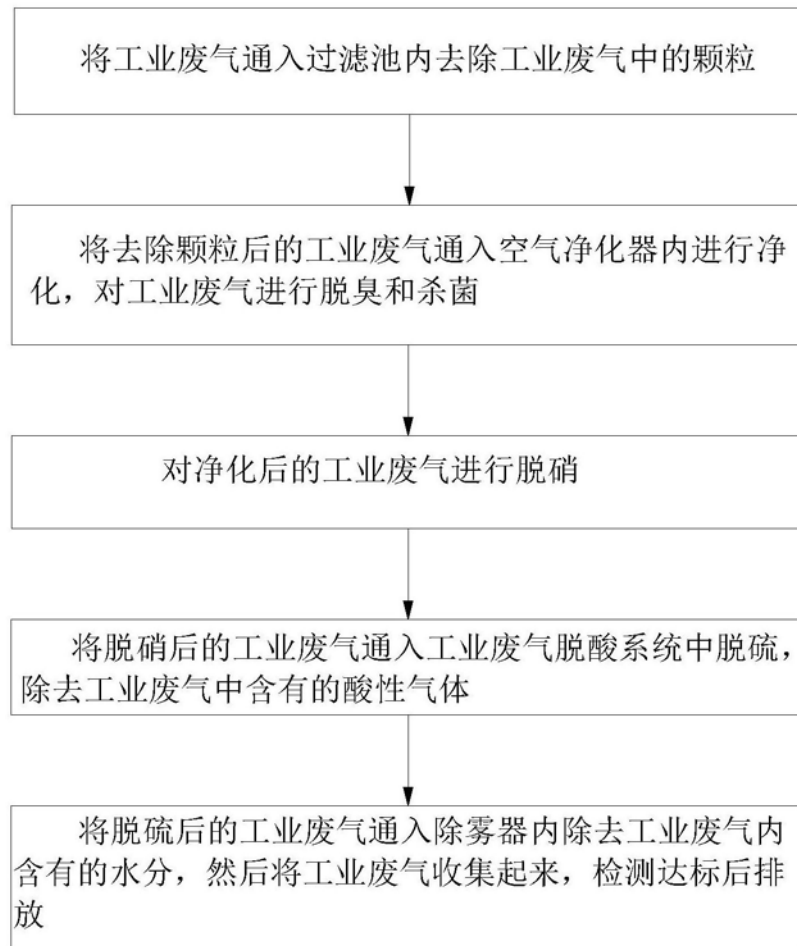 将工业废气通入过滤池内去除工业废气中的颗粒
将去除颗粒后的工业废气通入空气净化器内进行净
化，对工业废气进行脱臭和杀菌
对净化后的工业废气进行脱硝
将脱硝后的工业废气通入工业废气脱酸系统中脱硫，
除去工业废气中含有的酸性气体
将脱硫后的工业废气通入除雾器内除去工业废气内
含有的水分，然后将工业废气收集起来，检测达标后排
放